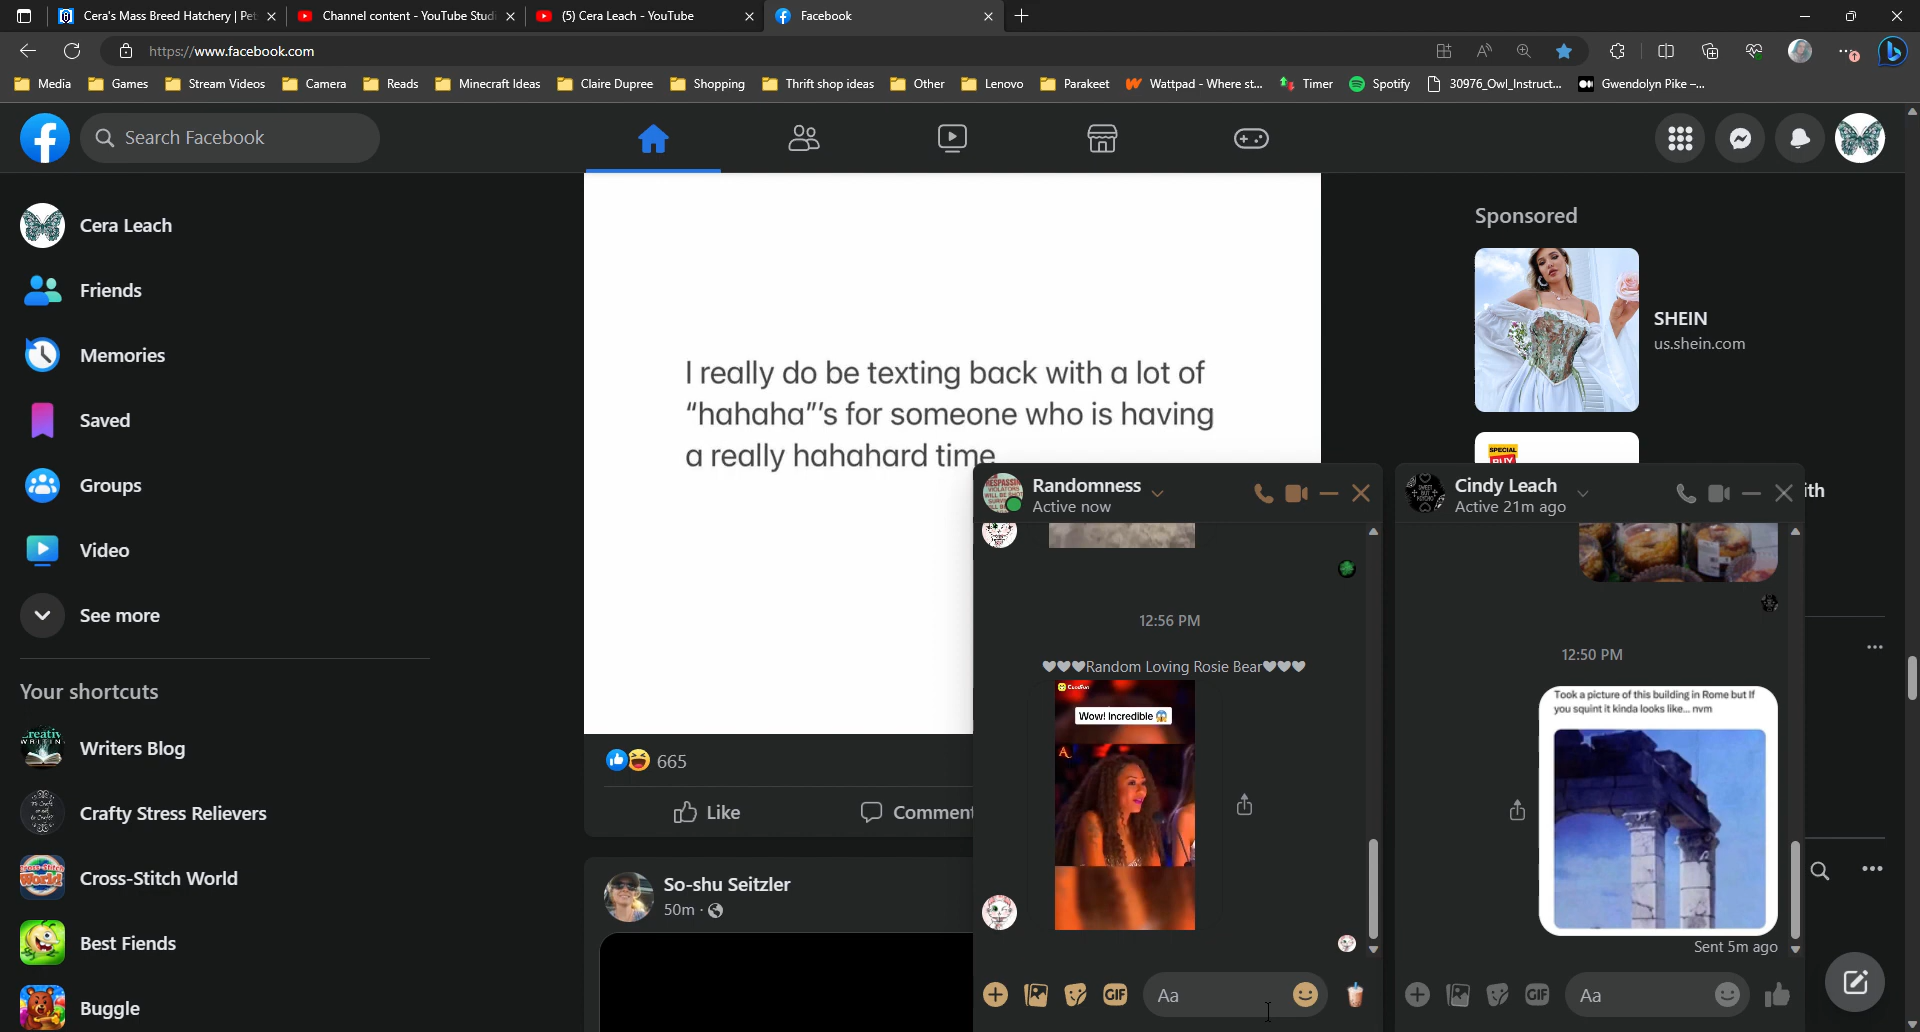 Cera's Mass Breed Hatchery | Pet
Channel content - YouTube Studi
(5) Cera Leach - YouTube
Facebook
https://www.facebook.com
Media
Games
Stream Videos
Camera
Reads
Minecraft Ideas
Claire Dupree
Shopping
Thrift shop ideas
Other
Lenovo
Parakeet
Wattpad - Where st...
Timer
Spotify
30976_Owl_Instruct...
Gwendolyn Pike –...
Search Facebook
Cera Leach
Friends
Memories
Saved
Groups
Video
See more
Your shortcuts
Writers Blog
Crafty Stress Relievers
Cross-Stitch World
Best Fiends
Buggle
I really do be texting back with a lot of
“hahaha”’s for someone who is having
a really hahahard time
665
Like
Comment
So-shu Seitzler
50m ·
Sponsored
SHEIN
us.shein.com
SPECIAL
BUY
ith
Randomness
Active now
12:56 PM
♥♥♥Random Loving Rosie Bear♥♥♥
Wow! Incredible 😱
GIF
Aa
Cindy Leach
Active 21m ago
12:50 PM
Took a picture of this building in Rome but If
you squint it kinda looks like... nvm
Sent 5m ago
GIF
Aa